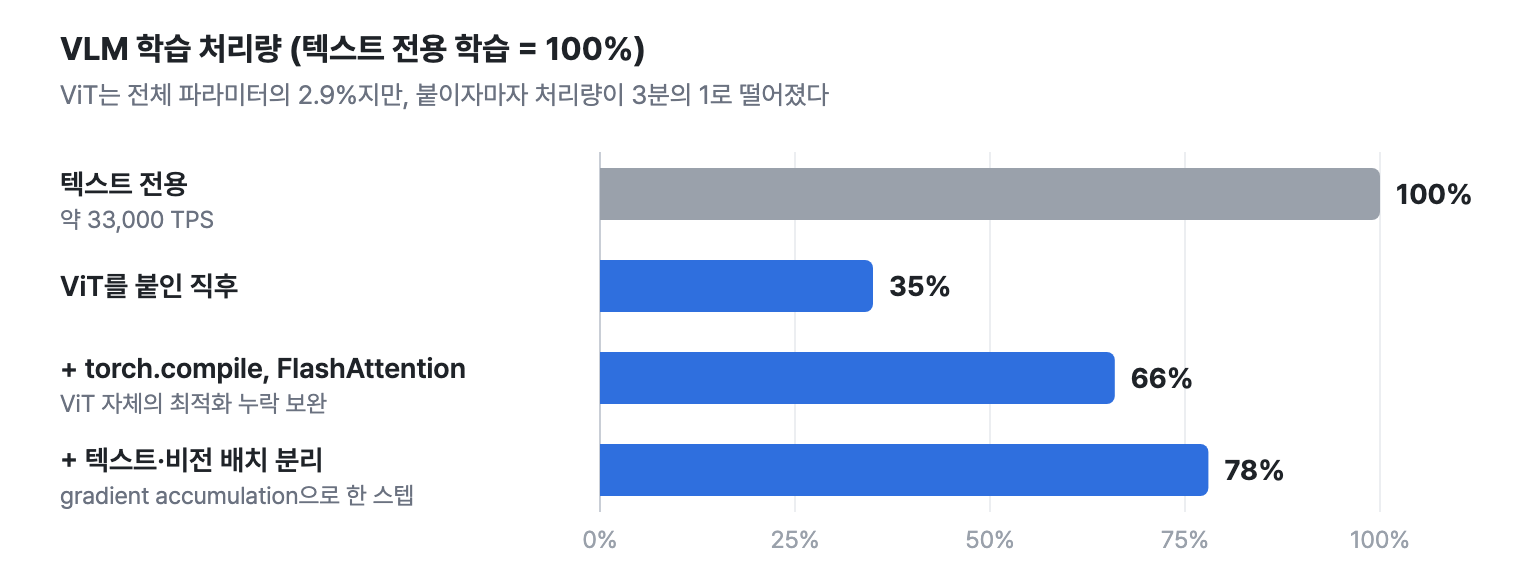 VLM 학습 처리량 (텍스트 전용 학습 = 100%)
ViT는 전체 파라미터의 2.9%지만, 붙이자마자 처리량이 3분의 1로 떨어졌다
텍스트 전용
약 33,000 TPS
100%
ViT를 붙인 직후
35%
+ torch.compile, FlashAttention
ViT 자체의 최적화 누락 보완
66%
+ 텍스트·비전 배치 분리
gradient accumulation으로 한 스텝
78%
0% 25% 50% 75% 100%